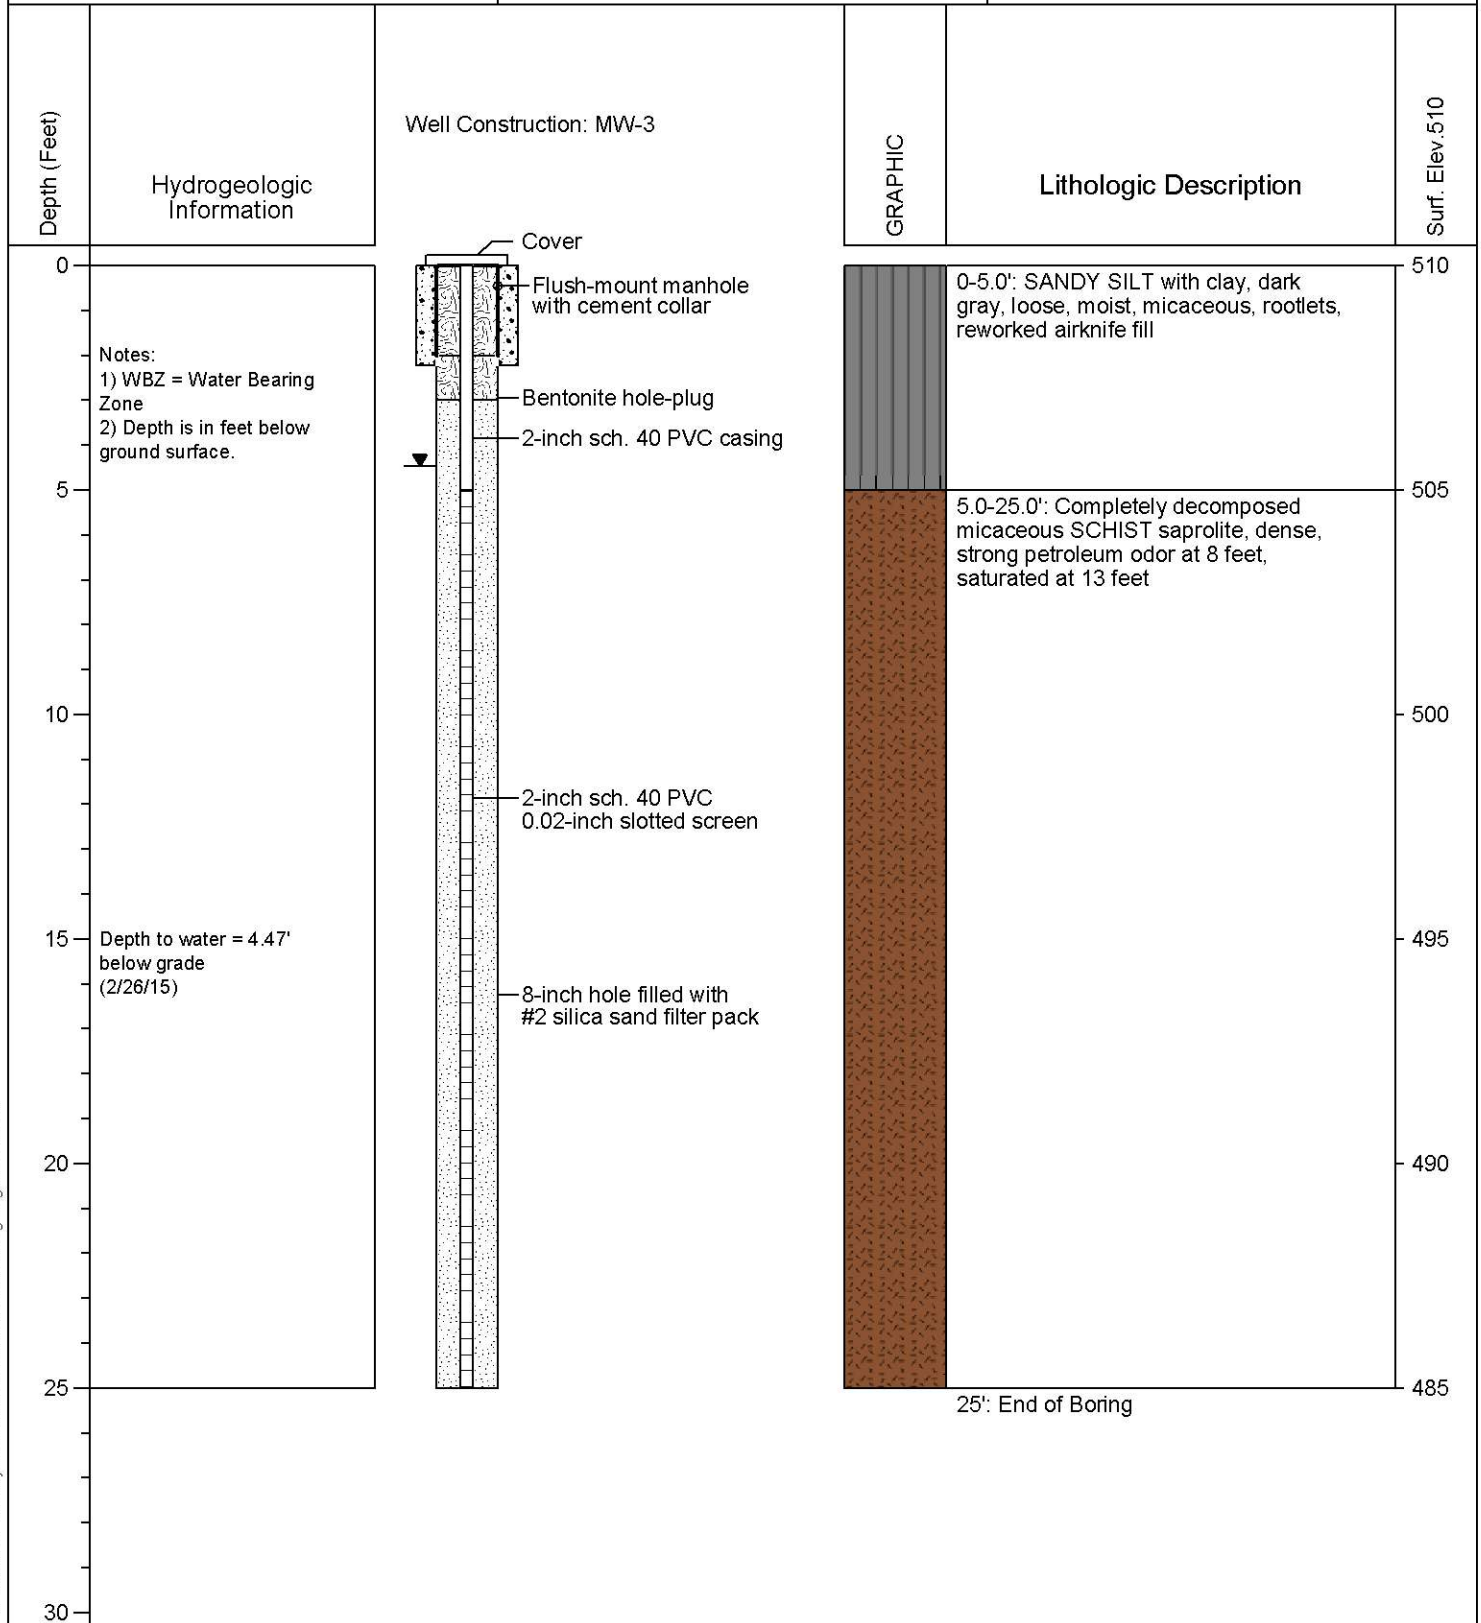 Depth (Feet)
Hydrogeologic
Information
Well Construction: MW-3
GRAPHIC
Lithologic Description
Surf. Elev.510
Cover
Flush-mount manhole
with cement collar
Bentonite hole-plug
2-inch sch. 40 PVC casing
2-inch sch. 40 PVC
0.02-inch slotted screen
8-inch hole filled with
#2 silica sand filter pack
0
5
10
15
20
25
30
Notes:
1) WBZ = Water Bearing
Zone
2) Depth is in feet below
ground surface.
Depth to water = 4.47'
below grade
(2/26/15)
0-5.0': SANDY SILT with clay, dark
gray, loose, moist, micaceous, rootlets,
reworked airknife fill
5.0-25.0': Completely decomposed
micaceous SCHIST saprolite, dense,
strong petroleum odor at 8 feet,
saturated at 13 feet
25': End of Boring
510
505
500
495
490
485